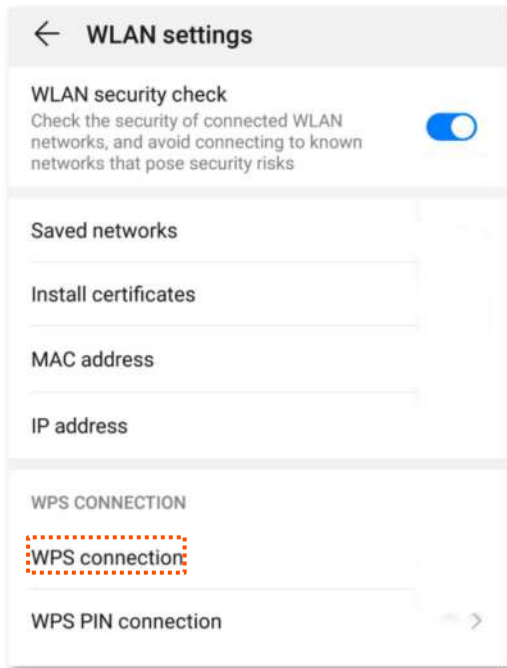 WLAN settings
WLAN security check
Check the security of connected WLAN
networks, and avoid connecting to known
networks that pose security risks
Saved networks
Install certificates
MAC address
IP address
WPS CONNECTION
WPS connection
WPS PIN connection